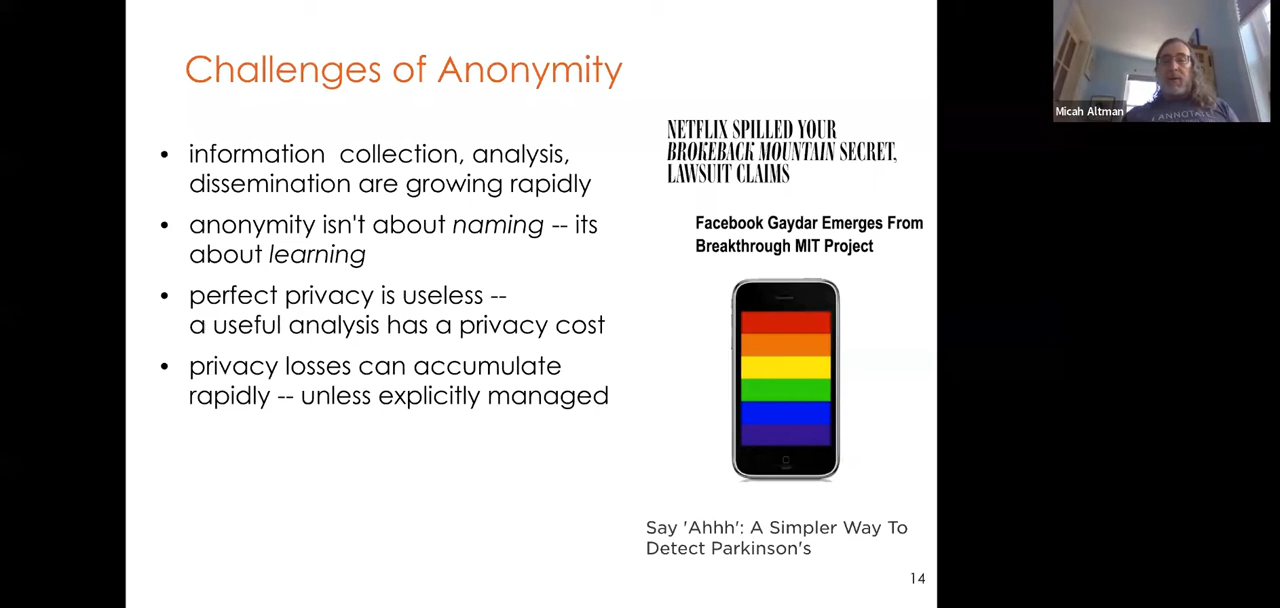 Challenges of Anonymity
• information  collection, analysis,
dissemination are growing rapidly
• anonymity isn't about naming -- its
about learning
• perfect privacy is useless --
a useful analysis has a privacy cost
• privacy losses can accumulate
rapidly -- unless explicitly managed
NETFLIX SPILLED YOUR
BROKEBACK MOUNTAIN SECRET,
LAWSUIT CLAIMS
Facebook Gaydar Emerges From
Breakthrough MIT Project
Say 'Ahhh': A Simpler Way To
Detect Parkinson's
14
I ANNOTATE
Micah Altman